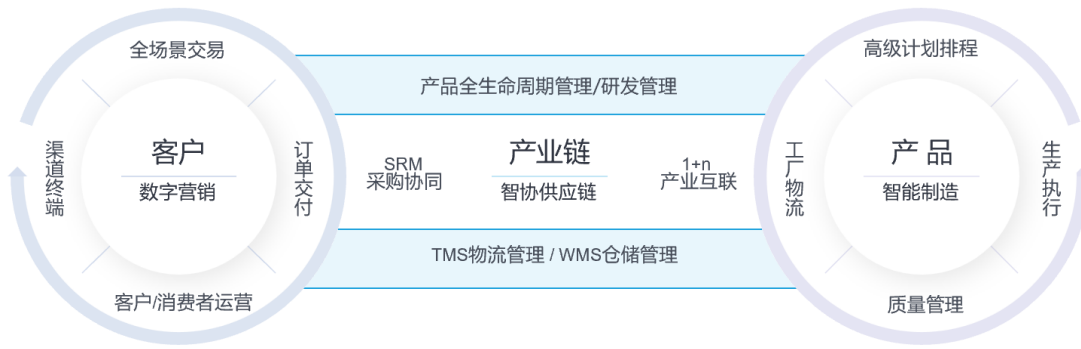 全场景交易
渠道终端
客户
数字营销
订单交付
客户/消费者运营
产品全生命周期管理/研发管理
SRM
采购协同
产业链
智协供应链
1+n
产业互联
TMS物流管理 / WMS仓储管理
高级计划排程
工厂物流
产 品
智能制造
生产执行
质量管理